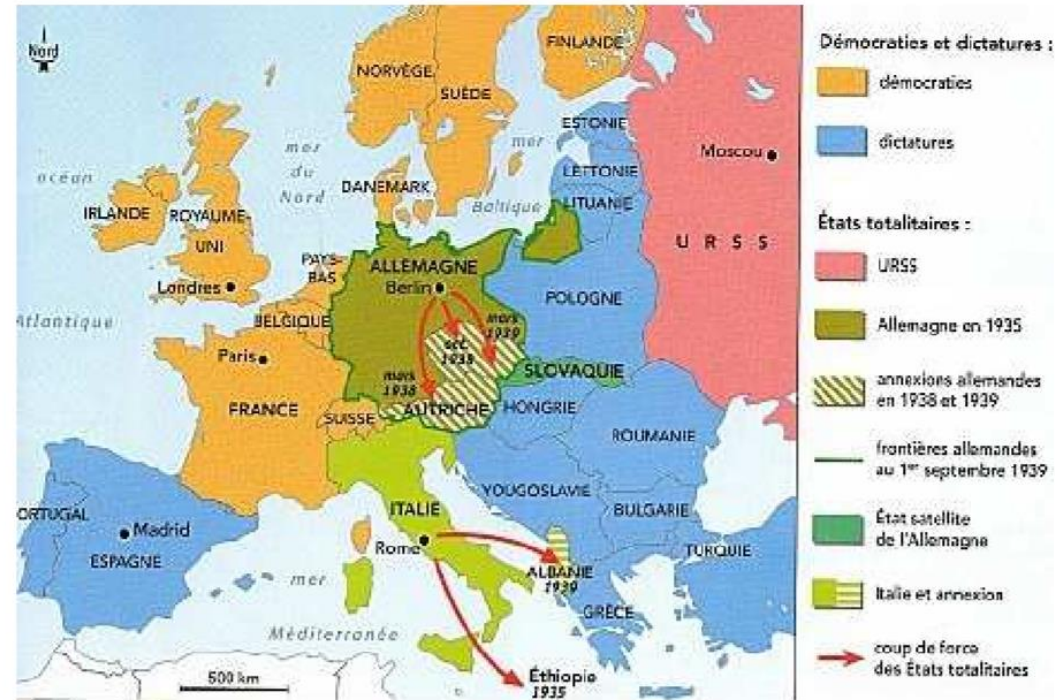 Nord
FINLANDE
NORVÈGE
SUÈDE
ESTONIE
Moscou
mer
du
Nord
mer
LETTONIE
océan
DANEMARK
Baltique
LITUANIE
IRLANDE
ROYAUME-
UNI
URSS
PAYS-
BAS
ALLEMAGNE
Berlin
Londres
POLOGNE
Atlantique
BELGIQUE
mars
1939
oct.
1938
Paris
SLOVAQUIE
mars
1938
FRANCE
SUISSE
AUTRICHE
HONGRIE
ROUMANIE
YOUGOSLAVIE
ITALIE
BULGARIE
ORTUGAL
Madrid
ESPAGNE
Rome
TURQUIE
mer
ALBANIE
1939
GRÈCE
Méditerranée
500 km
Éthiopie
1935
Démocraties et dictatures :
démocraties
dictatures
États totalitaires :
URSS
Allemagne en 1935
annexions allemandes
en 1938 et 1939
frontières allemandes
au 1er septembre 1939
État satellite
de l'Allemagne
Italie et annexion
coup de force
des États totalitaires